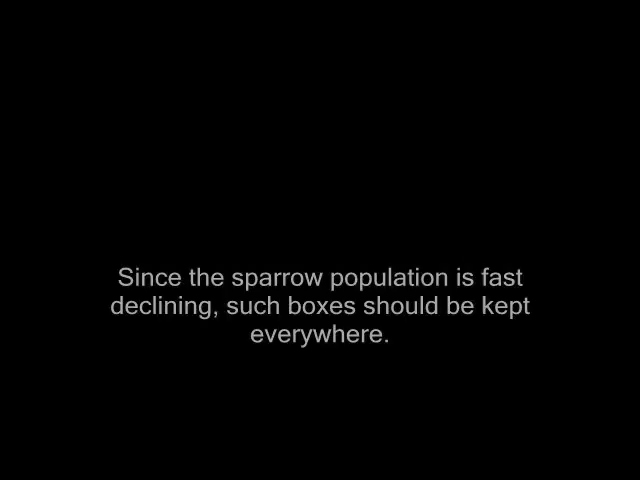 Since the sparrow population is fast
declining, such boxes should be kept
everywhere.